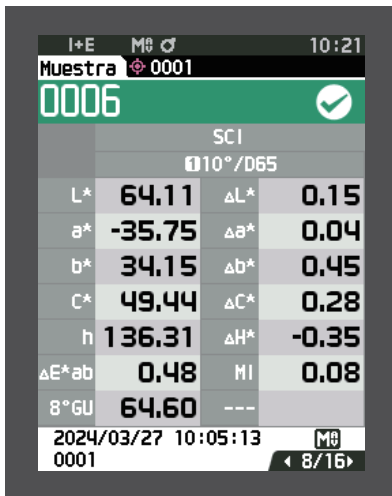 I+E M 10:21
Muestra 0001
0006
SCI
1 10°/D65
L* 64.11 ΔL* 0.15
a* -35.75 Δa* 0.04
b* 34.15 Δb* 0.45
C* 49.44 ΔC* 0.28
h 136.31 ΔH* -0.35
ΔE*ab 0.48 MI 0.08
8°GU 64.60 ---
2024/03/27 10:05:13 M
0001 8/16